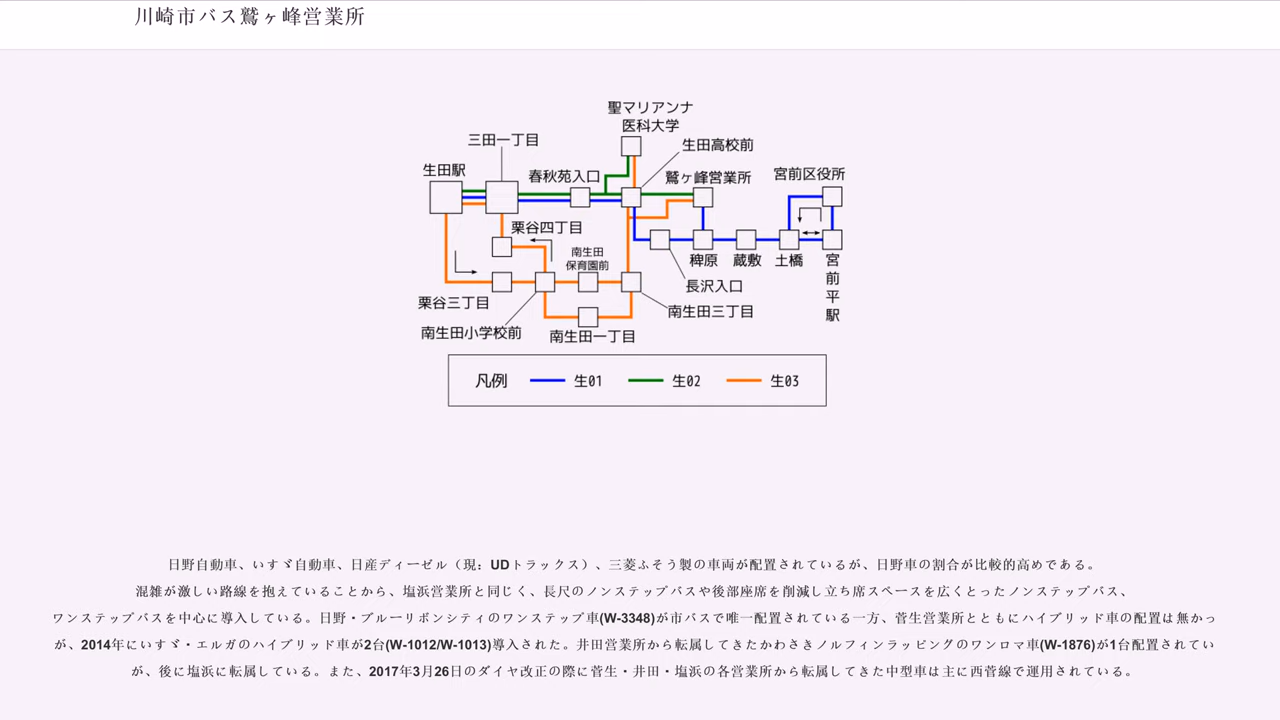 川崎市バス鷲ヶ峰営業所
聖マリアンナ
医科大学
三田一丁目
生田高校前
生田駅
春秋苑入口
鷲ヶ峰営業所
宮前区役所
栗谷四丁目
南生田
保育園前
稗原
蔵敷
土橋
宮前平駅
長沢入口
栗谷三丁目
南生田三丁目
南生田小学校前
南生田一丁目
凡例
生01
生02
生03
日野自動車、いすゞ自動車、日産ディーゼル（現：UDトラックス）、三菱ふそう製の車両が配置されているが、日野車の割合が比較的高めである。
混雑が激しい路線を抱えていることから、塩浜営業所と同じく、長尺のノンステップバスや後部座席を削減し立ち席スペースを広くとったノンステップバス、
ワンステップバスを中心に導入している。日野・ブルーリボンシティのワンステップ車(W-3348)が市バスで唯一配置されている一方、菅生営業所とともにハイブリッド車の配置は無かっ
が、2014年にいすゞ・エルガのハイブリッド車が2台(W-1012/W-1013)導入された。井田営業所から転属してきたかわさきノルフィンラッピングのワンロマ車(W-1876)が1台配置されてい
が、後に塩浜に転属している。また、2017年3月26日のダイヤ改正の際に菅生・井田・塩浜の各営業所から転属してきた中型車は主に西菅線で運用されている。